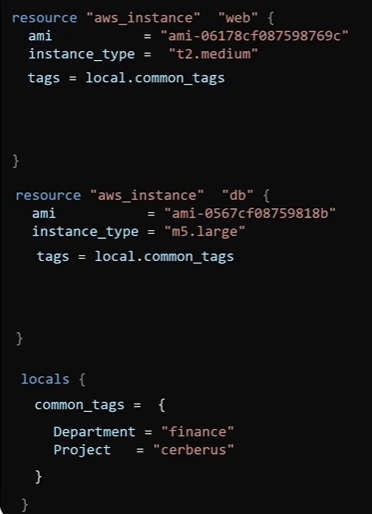 resource "aws_instance" "web" {
ami = "ami-06178cf087598769c"
instance_type = "t2.medium"
tags = local.common_tags
}
resource "aws_instance" "db" {
ami = "ami-0567cf08759818b"
instance_type = "m5.large"
tags = local.common_tags
}
locals {
common_tags = {
Department = "finance"
Project = "cerberus"
}
}